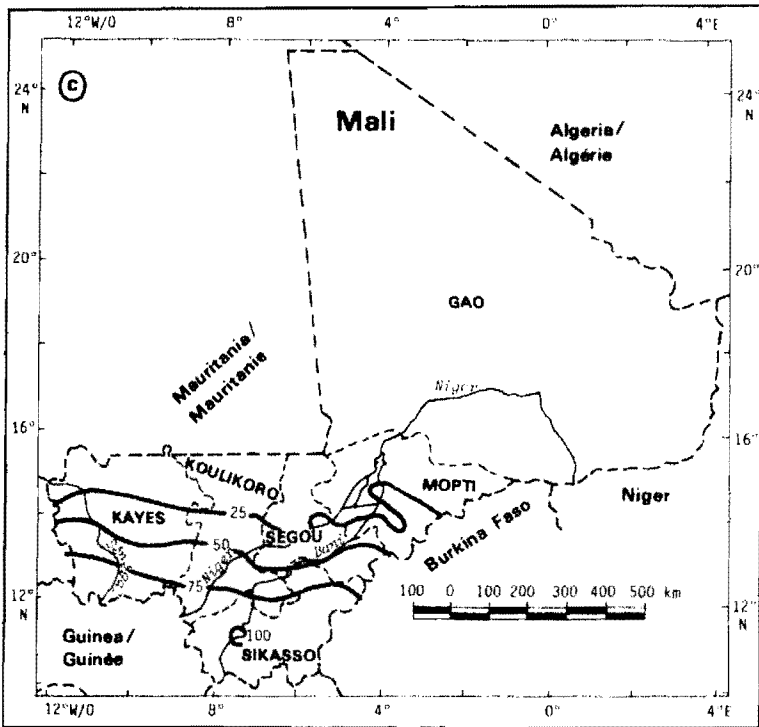 12°W/O 8° 4° 0° 4°E
24° N
24° N
C
Mali
Algeria/
Algérie
20°
20°
GAO
Mauritania/
Mauritanie
Niger
16°
16°
KOULIKORO
MOPTI
KAYES
25
SEGOU
Niger
Burkina Faso
50
Bani
Niger
75
12° N
12° N
100 0 100 200 300 400 500 km
Guinea/
Guinée
100
SIKASSO
12°W/O 8° 4° 0° 4°E